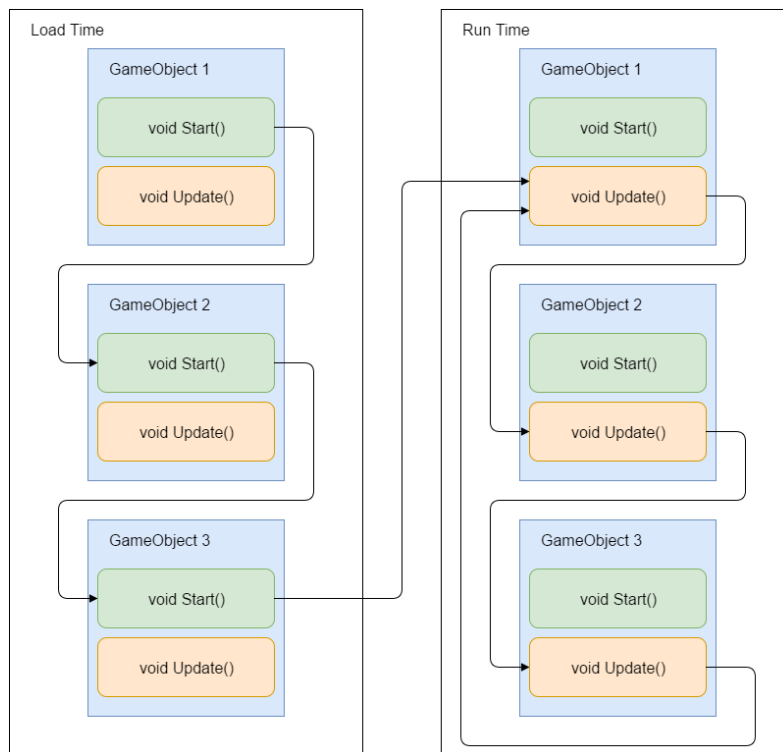 Load Time
GameObject 1
void Start()
void Update()
GameObject 2
void Start()
void Update()
GameObject 3
void Start()
void Update()
Run Time
GameObject 1
void Start()
void Update()
GameObject 2
void Start()
void Update()
GameObject 3
void Start()
void Update()